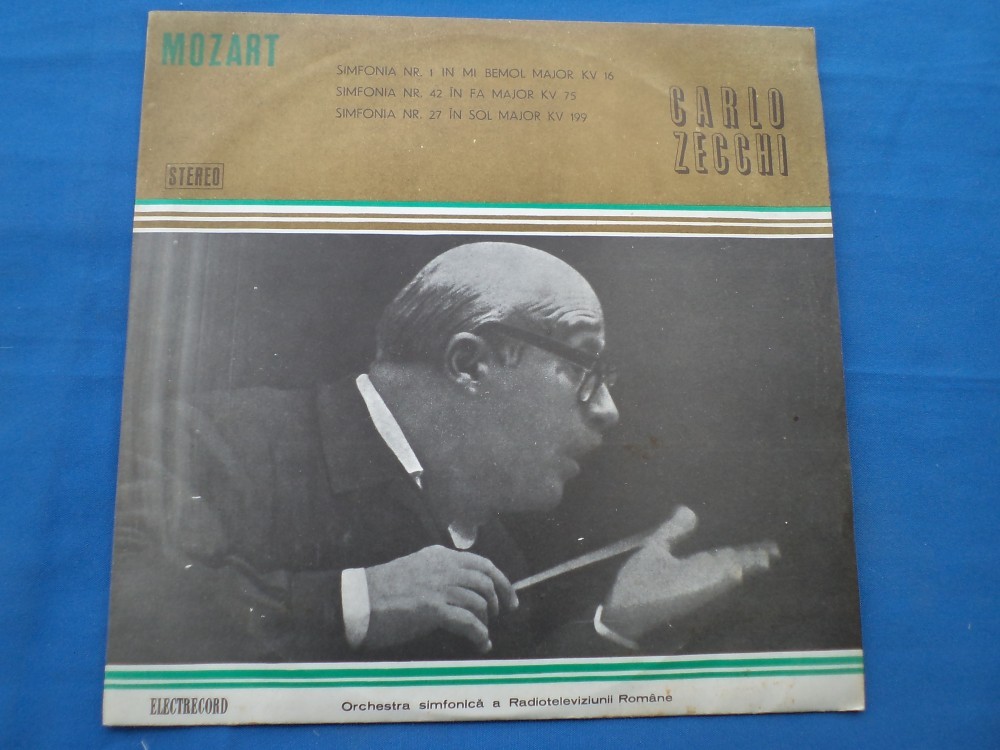 MOZART
SIMFONIA NR. 1 IN MI BEMOL MAJOR KV 16
SIMFONIA NR. 42 ÎN FA MAJOR KV 75
SIMFONIA NR. 27 ÎN SOL MAJOR KV 199
CARLO
ZECCHI
STEREO
ELECTRECORD
Orchestra simfonică a Radioteleviziunii Române